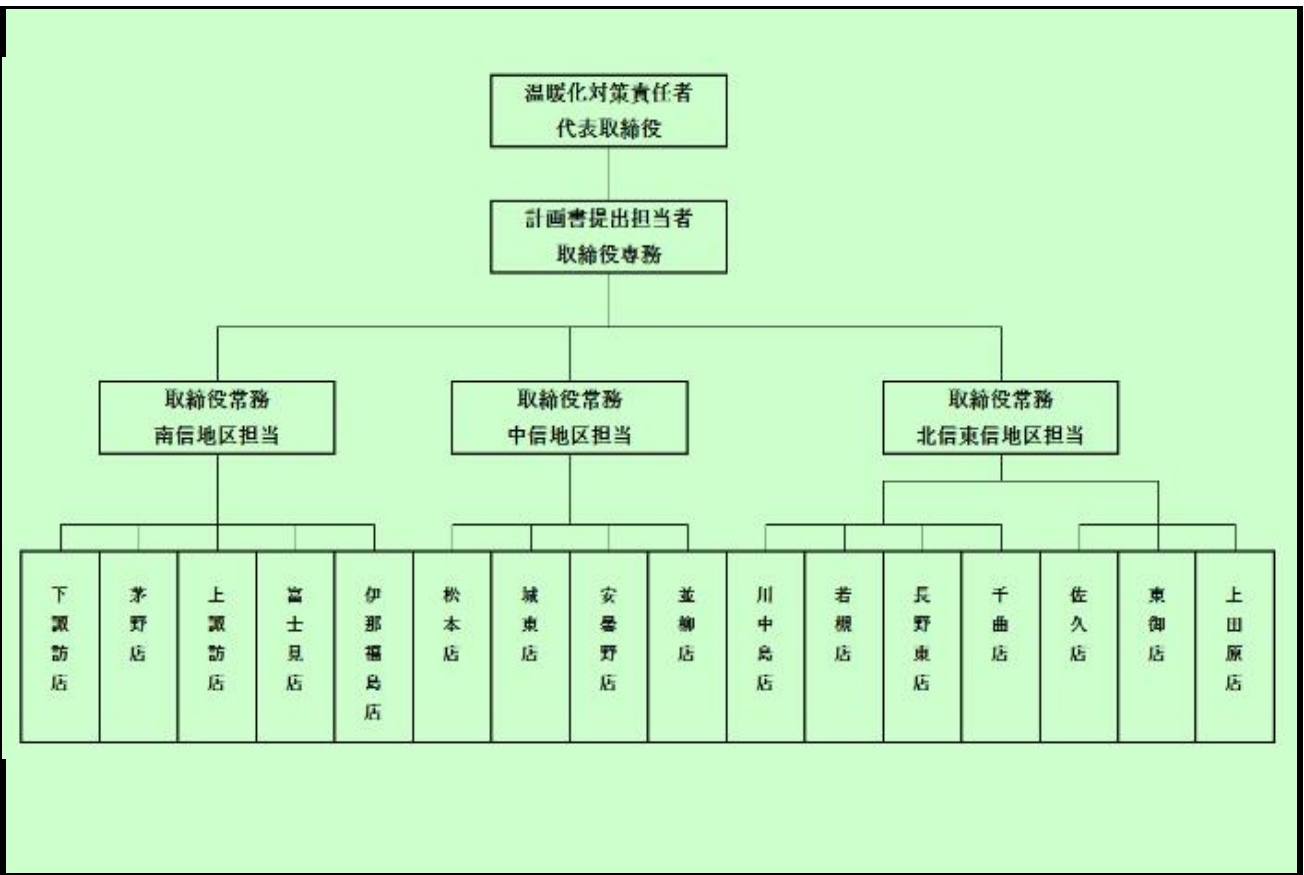 温暖化対策責任者
代表取締役
計画書提出担当者
取締役専務
取締役常務
南信地区担当
取締役常務
中信地区担当
取締役常務
北信東信地区担当
下諏訪店
茅野店
上諏訪店
富士見店
伊那福島店
松本店
城東店
安曇野店
並柳店
川中島店
若槻店
長野東店
千曲店
佐久店
東御店
上田原店